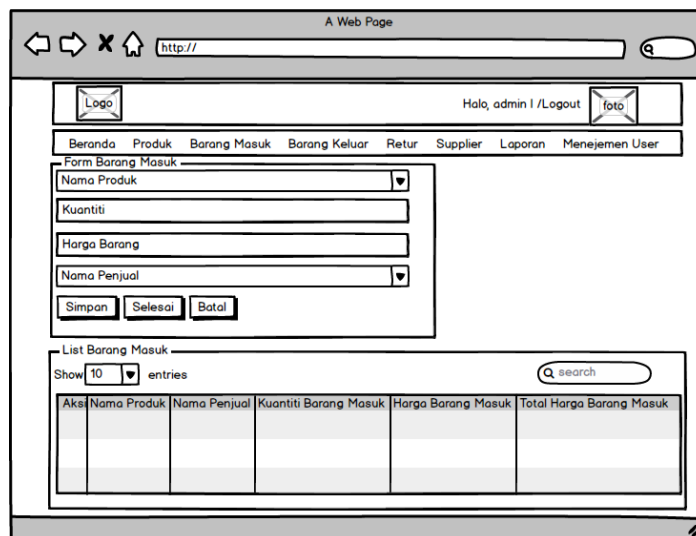 A Web Page
http://
Logo
Halo, admin I /Logout
foto
Beranda Produk Barang Masuk Barang Keluar Retur Supplier Laporan Menejemen User
Form Barang Masuk
Nama Produk
Kuantiti
Harga Barang
Nama Penjual
Simpan Selesai Batal
List Barang Masuk
Show 10 entries
search
Aksi Nama Produk Nama Penjual Kuantiti Barang Masuk Harga Barang Masuk Total Harga Barang Masuk